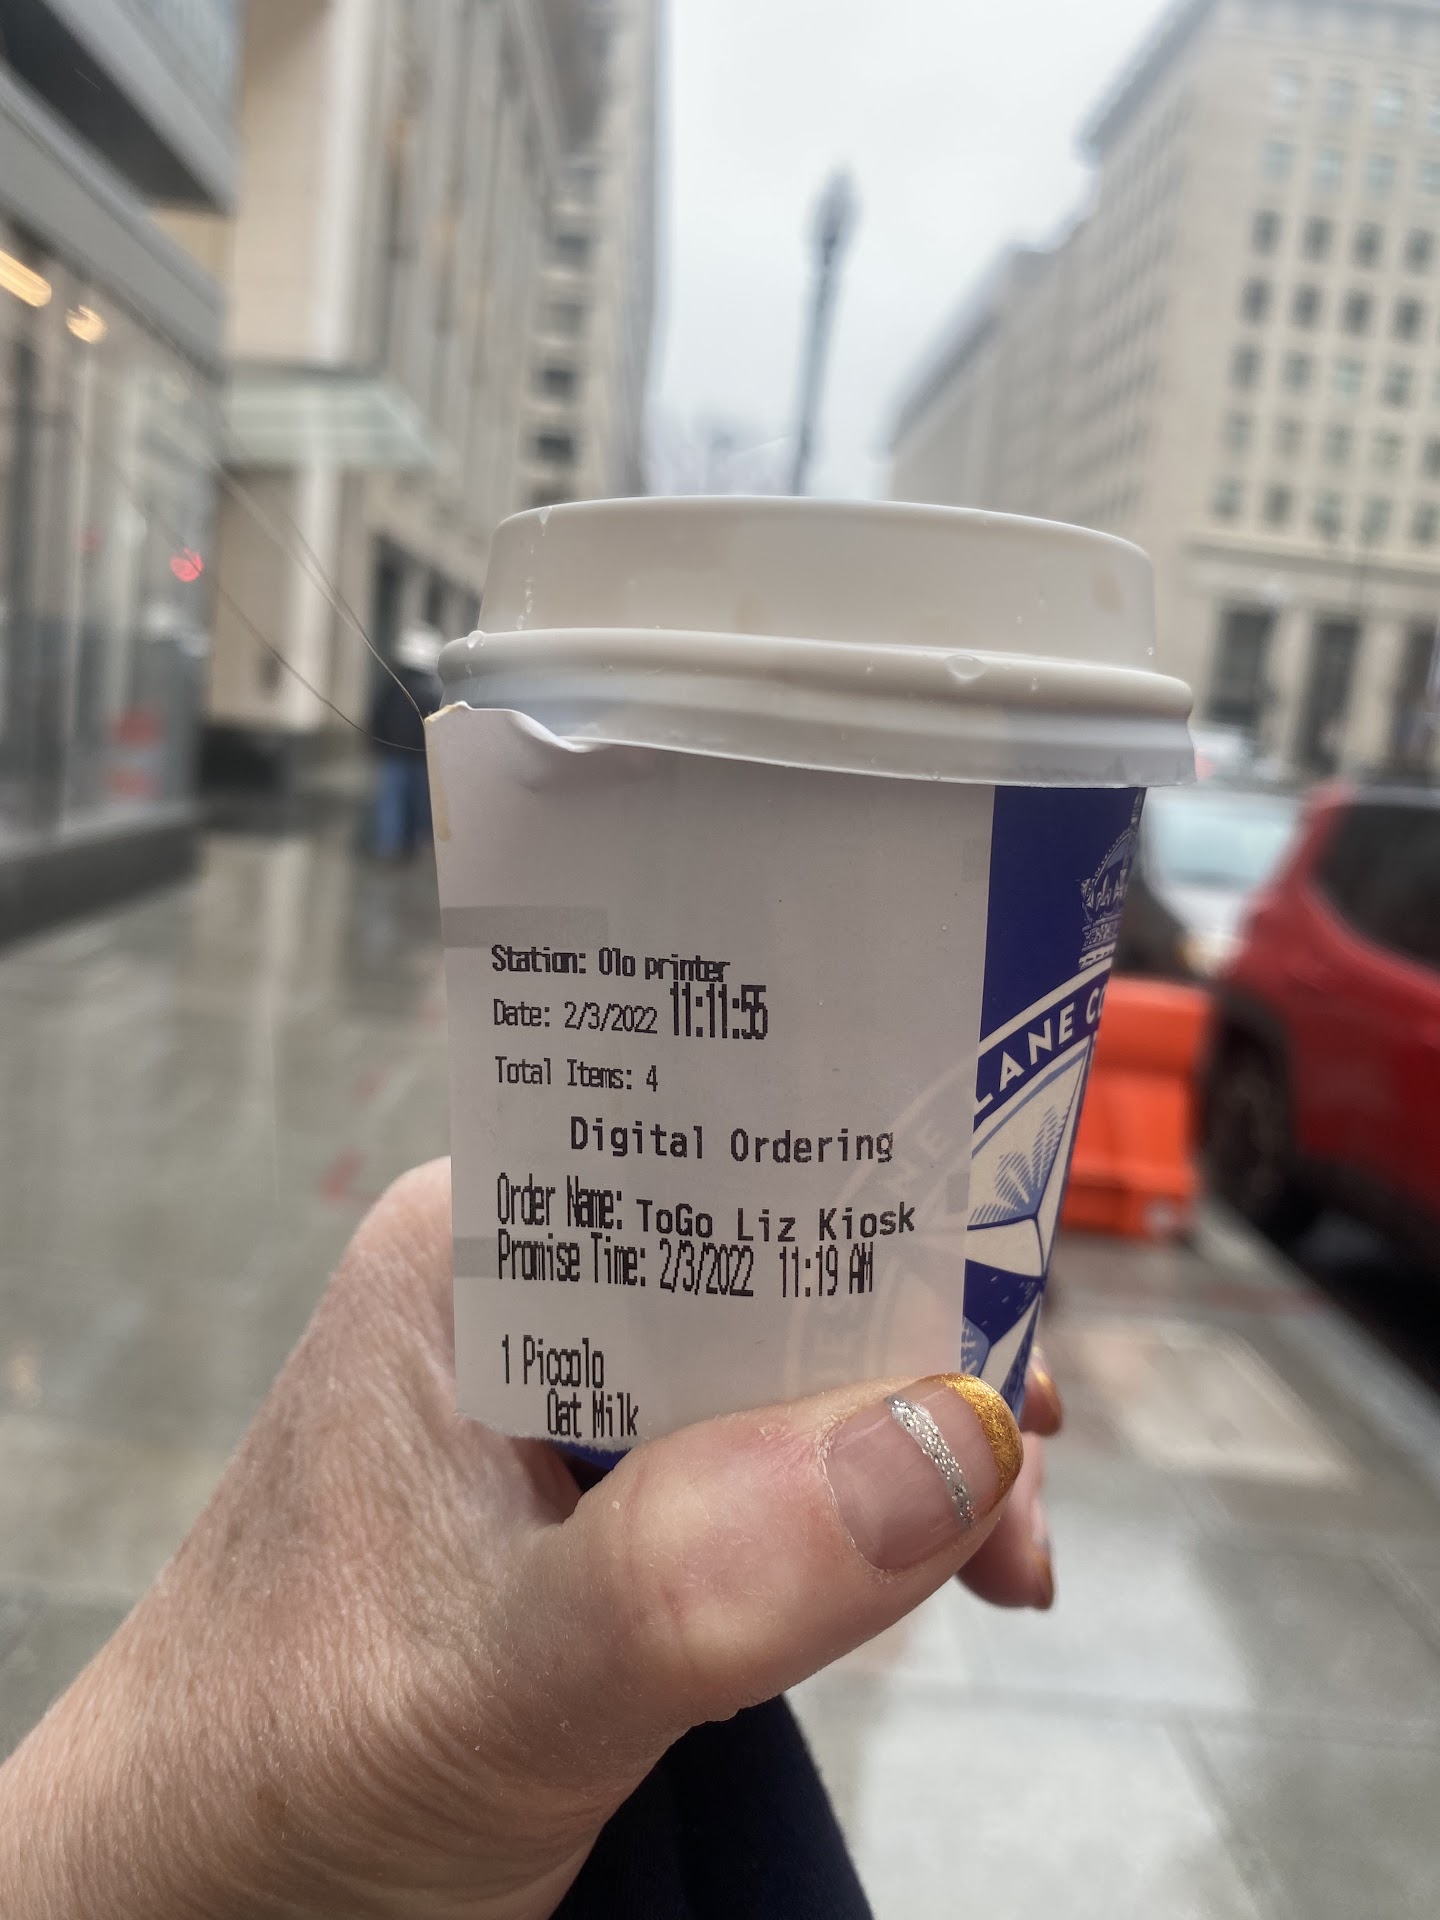 Station: Olo printer
Date: 2/3/2022 11:11:55
Total Items: 4
Digital Ordering
Order Name: ToGo Liz Kiosk
Promise Time: 2/3/2022 11:19 AM
1 Piccolo
Oat Milk
LANE